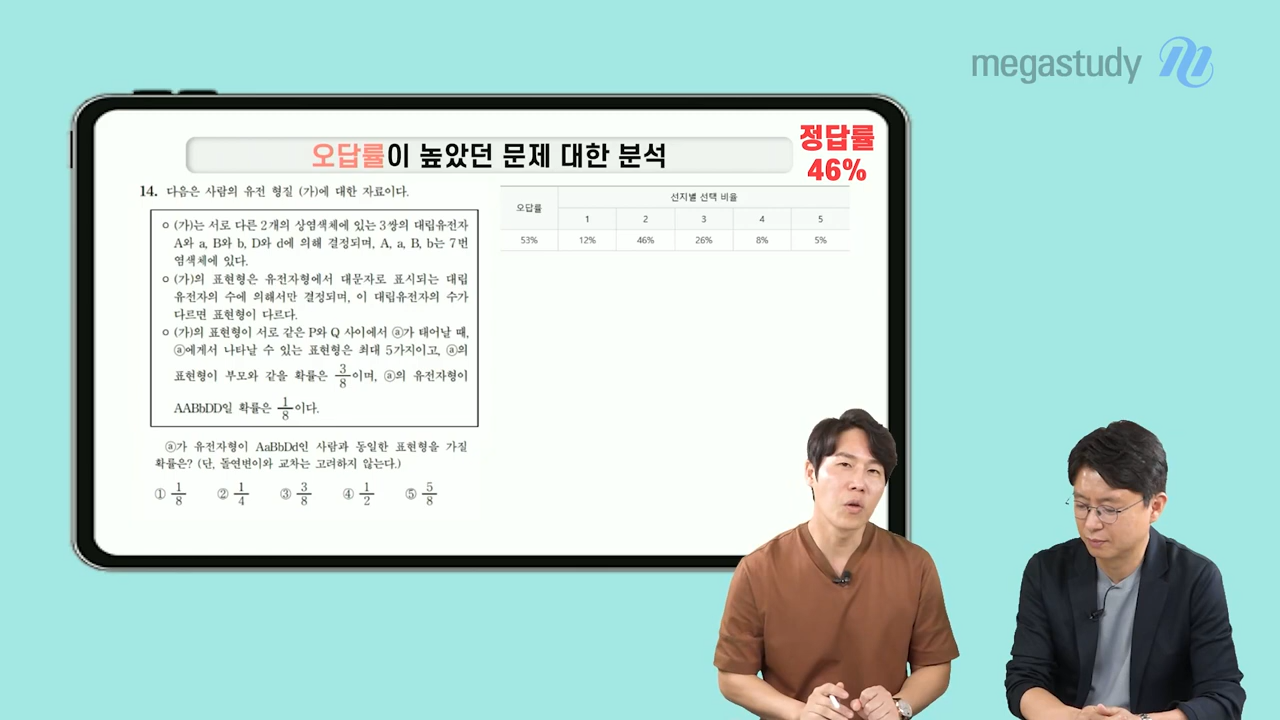 megastudy
오답률이 높았던 문제 대한 분석
정답률
46%
14. 다음은 사람의 유전 형질 (가)에 대한 자료이다.
○ (가)는 서로 다른 2개의 상염색체에 있는 3쌍의 대립유전자
A와 a, B와 b, D와 d에 의해 결정되며, A, a, B, b는 7번
염색체에 있다.
○ (가)의 표현형은 유전자형에서 대문자로 표시되는 대립
유전자의 수에 의해서만 결정되며, 이 대립유전자의 수가
다르면 표현형이 다르다.
○ (가)의 표현형이 서로 같은 P와 Q 사이에서 ⓐ가 태어날 때,
ⓐ에게서 나타날 수 있는 표현형은 최대 5가지이고, ⓐ의
표현형이 부모와 같을 확률은 3/8이며, ⓐ의 유전자형이
AABbDD일 확률은 1/8이다.
ⓐ가 유전자형이 AaBbDd인 사람과 동일한 표현형을 가질
확률은? (단, 돌연변이와 교차는 고려하지 않는다.)
① 1/8 ② 1/4 ③ 3/8 ④ 1/2 ⑤ 5/8
오답률 선지별 선택 비율
1 2 3 4 5
53% 12% 46% 26% 8% 5%